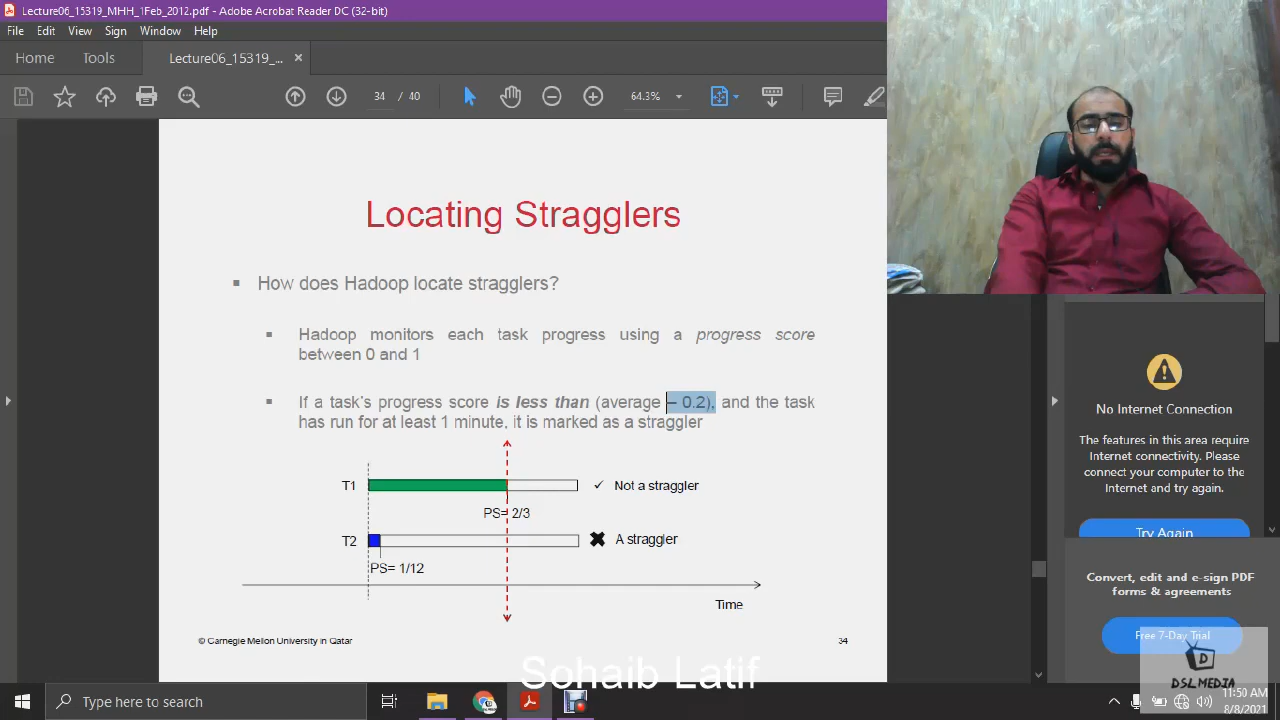 Lecture06_15319_MHH_1Feb_2012.pdf - Adobe Acrobat Reader DC (32-bit)
File Edit View Sign Window Help
Home Tools Lecture06_15319_... ×
34 / 40 64.3%
Locating Stragglers
▪ How does Hadoop locate stragglers?
▪ Hadoop monitors each task progress using a progress score
between 0 and 1
▪ If a task's progress score is less than (average – 0.2), and the task
has run for at least 1 minute, it is marked as a straggler
T1 ✓ Not a straggler
PS= 2/3
T2 ✖ A straggler
PS= 1/12
Time
© Carnegie Mellon University in Qatar 34
No Internet Connection
The features in this area require
Internet connectivity. Please
connect your computer to the
Internet and try again.
Try Again
Convert, edit and e-sign PDF
forms & agreements
Free 7-Day Trial
D
DSL MEDIA
Sohaib Latif
Type here to search
11:50 AM
8/8/2021